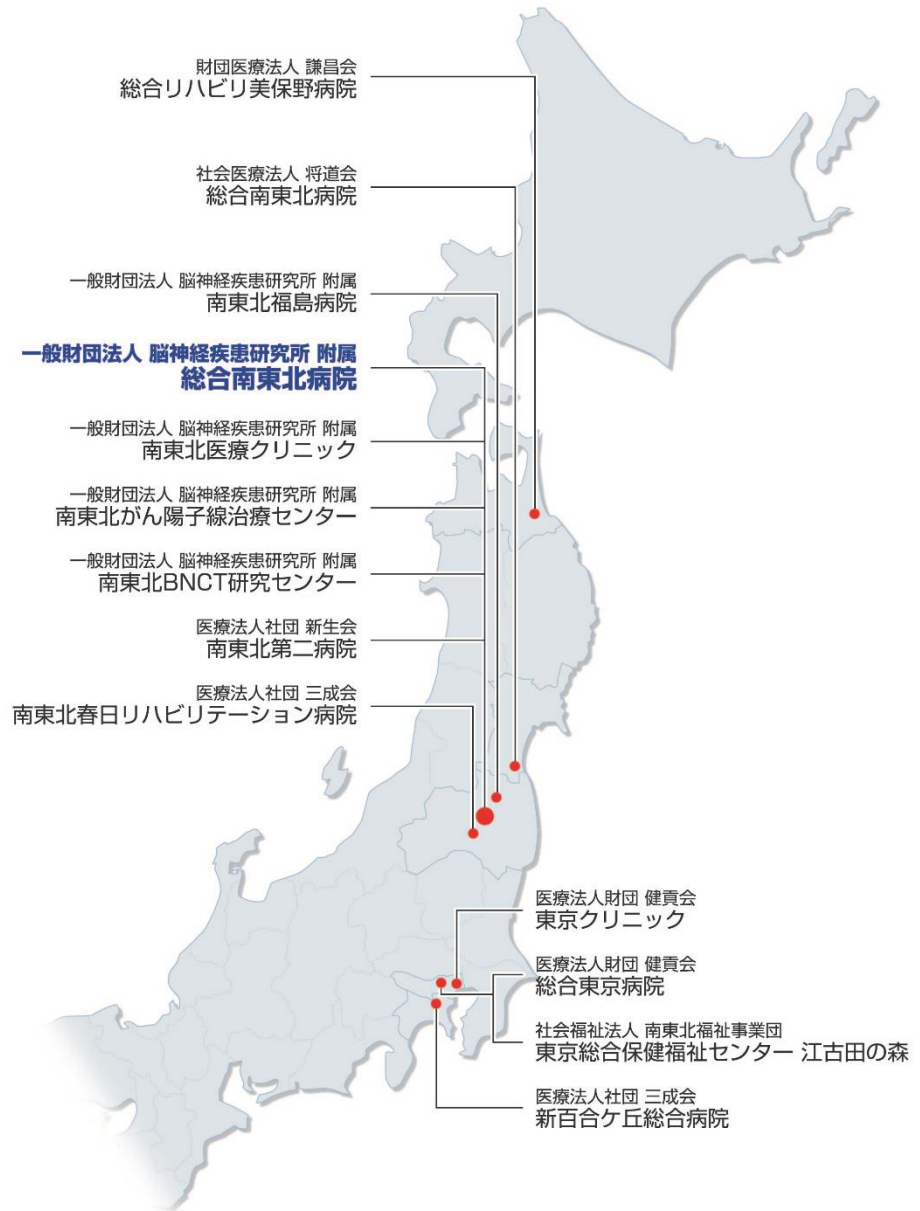 財団医療法人 謙昌会
総合リハビリ美保野病院
社会医療法人 将道会
総合南東北病院
一般財団法人 脳神経疾患研究所 附属
南東北福島病院
一般財団法人 脳神経疾患研究所 附属
総合南東北病院
一般財団法人 脳神経疾患研究所 附属
南東北医療クリニック
一般財団法人 脳神経疾患研究所 附属
南東北がん陽子線治療センター
一般財団法人 脳神経疾患研究所 附属
南東北BNCT研究センター
医療法人社団 新生会
南東北第二病院
医療法人社団 三成会
南東北春日リハビリテーション病院
医療法人財団 健貢会
東京クリニック
医療法人財団 健貢会
総合東京病院
社会福祉法人 南東北福祉事業団
東京総合保健福祉センター 江古田の森
医療法人社団 三成会
新百合ケ丘総合病院